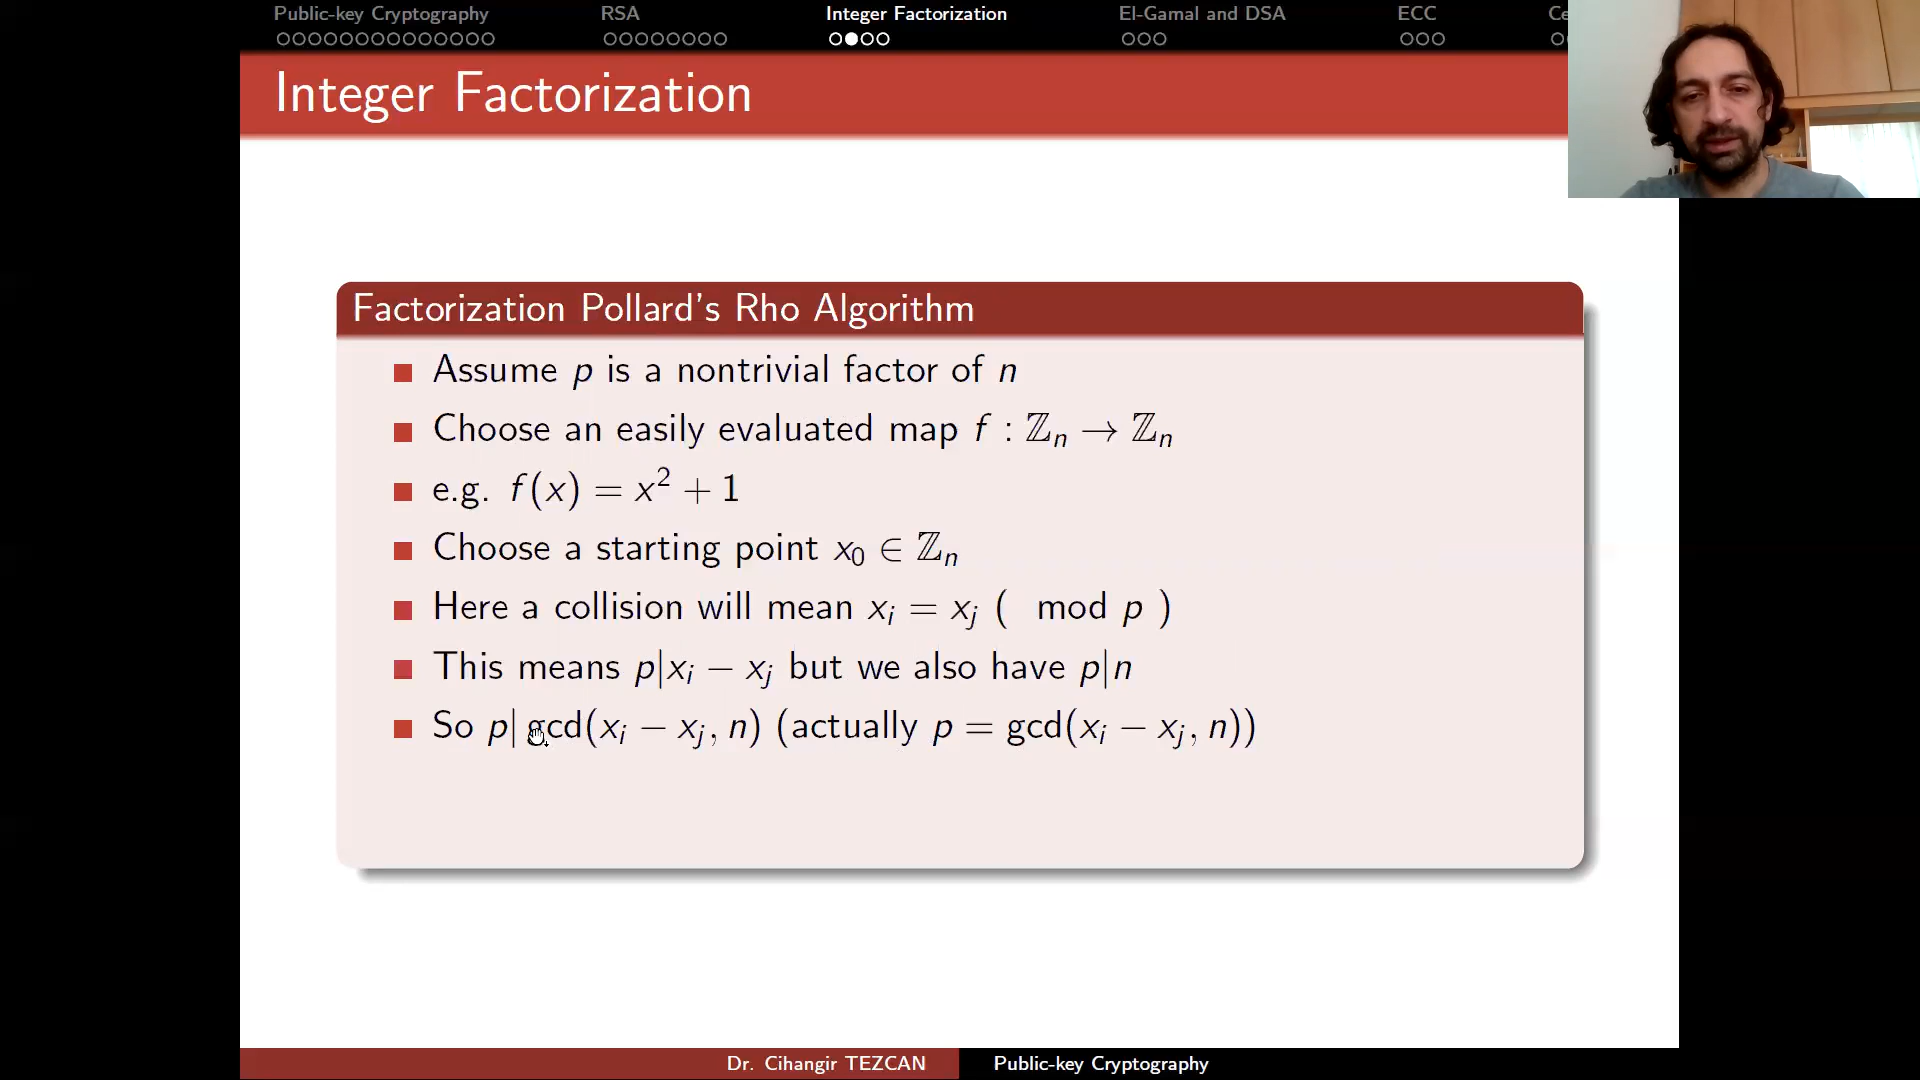 Public-key Cryptography RSA Integer Factorization El-Gamal and DSA ECC Ce
Integer Factorization
Factorization Pollard's Rho Algorithm
Assume p is a nontrivial factor of n
Choose an easily evaluated map f : ℤₙ → ℤₙ
e.g. f(x) = x² + 1
Choose a starting point x₀ ∈ ℤₙ
Here a collision will mean xᵢ = xⱼ ( mod p )
This means p|xᵢ − xⱼ but we also have p|n
So p| gcd(xᵢ − xⱼ, n) (actually p = gcd(xᵢ − xⱼ, n))
Dr. Cihangir TEZCAN Public-key Cryptography